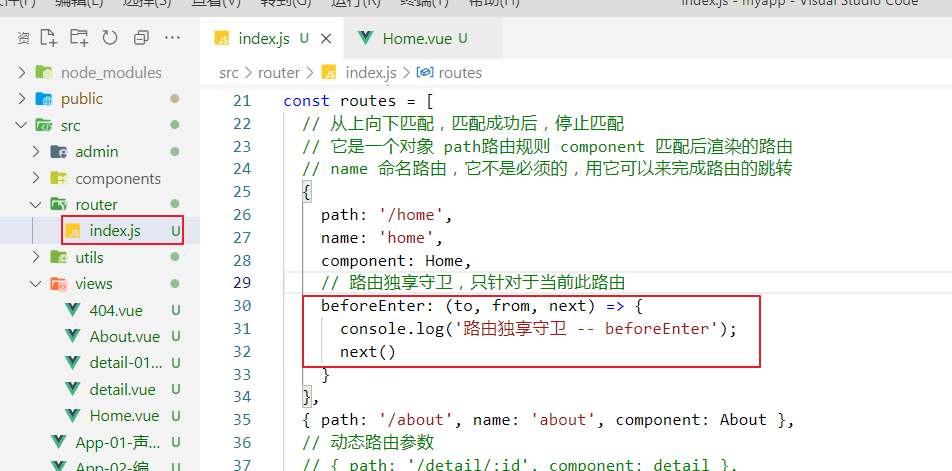 编辑(E) 选择(S) 查看(V) 转到(G) 运行(R) 终端(T) 帮助(H)
index.js - myapp - Visual Studio Code
资
index.js U
Home.vue U
src > router > index.js > routes
node_modules
public
src
admin
components
router
index.js U
utils
views
404.vue U
About.vue U
detail-01... U
detail.vue U
Home.vue U
App-01-声... U
App-02-编...
21 const routes = [
22 // 从上向下匹配，匹配成功后，停止匹配
23 // 它是一个对象 path路由规则 component 匹配后渲染的路由
24 // name 命名路由，它不是必须的，用它可以来完成路由的跳转
25 {
26 path: '/home',
27 name: 'home',
28 component: Home,
29 // 路由独享守卫，只针对于当前此路由
30 beforeEnter: (to, from, next) => {
31 console.log('路由独享守卫 -- beforeEnter');
32 next()
33 }
34 },
35 { path: '/about', name: 'about', component: About },
36 // 动态路由参数
37 // { path: '/detail/:id', component: detail },